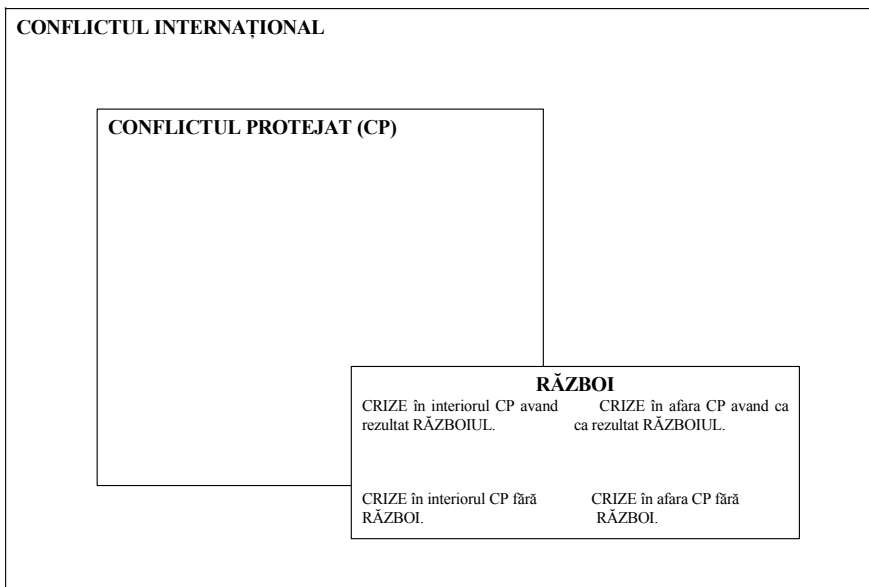 CONFLICTUL INTERNAȚIONAL
CONFLICTUL PROTEJAT (CP)
RĂZBOI
CRIZE în interiorul CP avand
rezultat RĂZBOIUL.
CRIZE în afara CP avand ca
ca rezultat RĂZBOIUL.
CRIZE în interiorul CP fără
RĂZBOI.
CRIZE în afara CP fără
RĂZBOI.